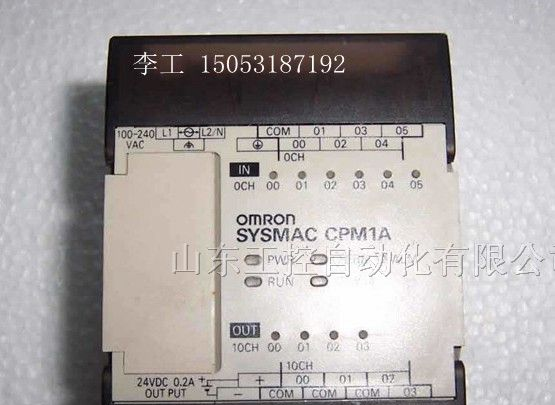 李工 15053187192
100-240 L1 L2/N COM 01 03 05
VAC 00 02 04
0CH
IN
0CH 00 01 02 03 04 05
OMRON
SYSMAC CPM1A
PWR
山东工控自动化有限公司
RUN
OUT
10CH 00 01 02 03
10CH
24VDC 0.2A + + 00 01 02
OUT PUT - - COM COM COM 03